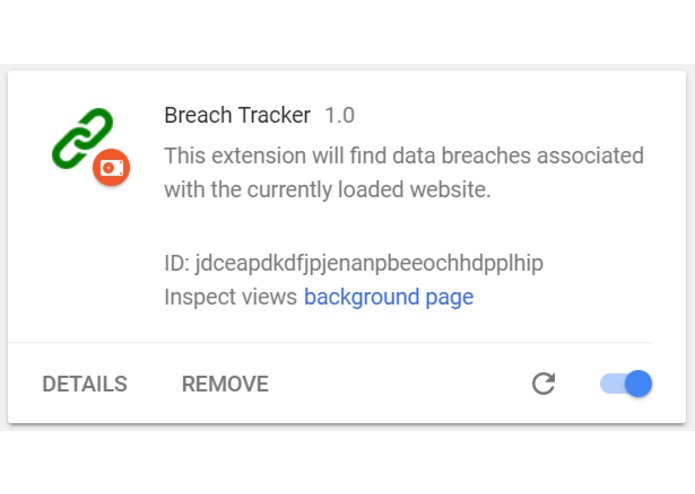 Breach Tracker 1.0
This extension will find data breaches associated
with the currently loaded website.
ID: jdceapdkdfjpjenanpbeeochhdpplhip
Inspect views background page
DETAILS REMOVE